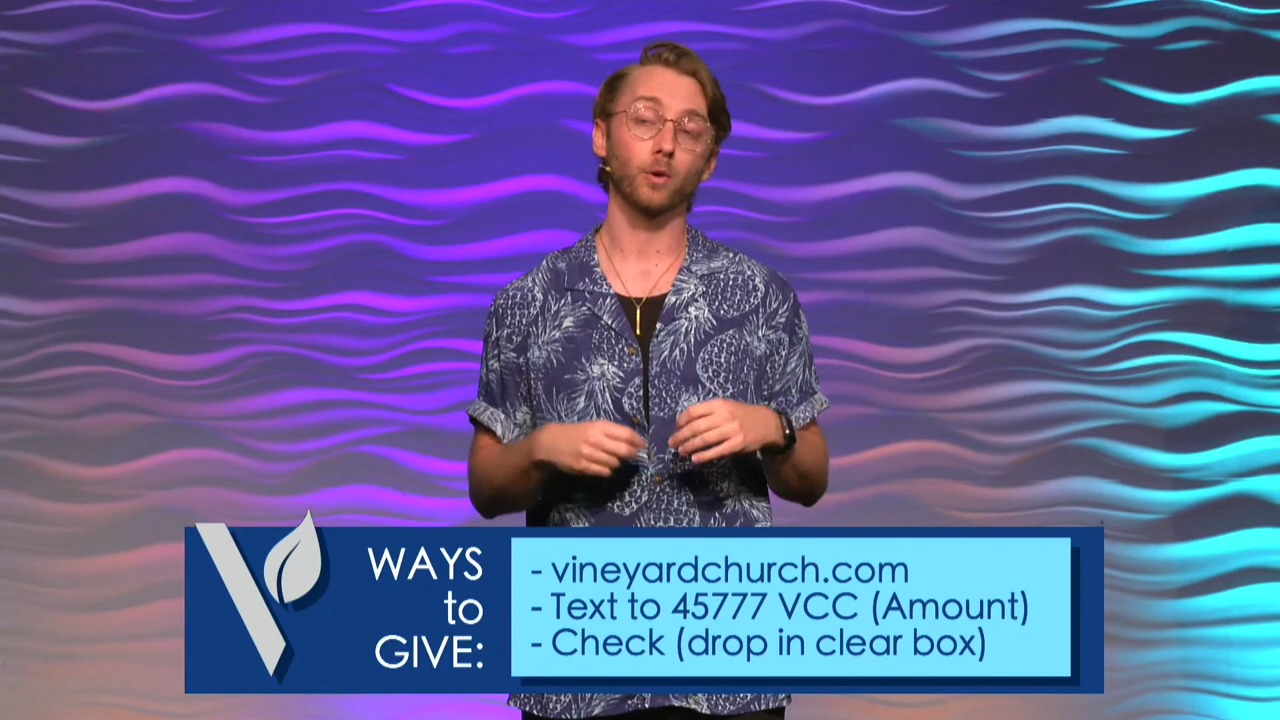 WAYS
to
GIVE:
- vineyardchurch.com
- Text to 45777 VCC (Amount)
- Check (drop in clear box)